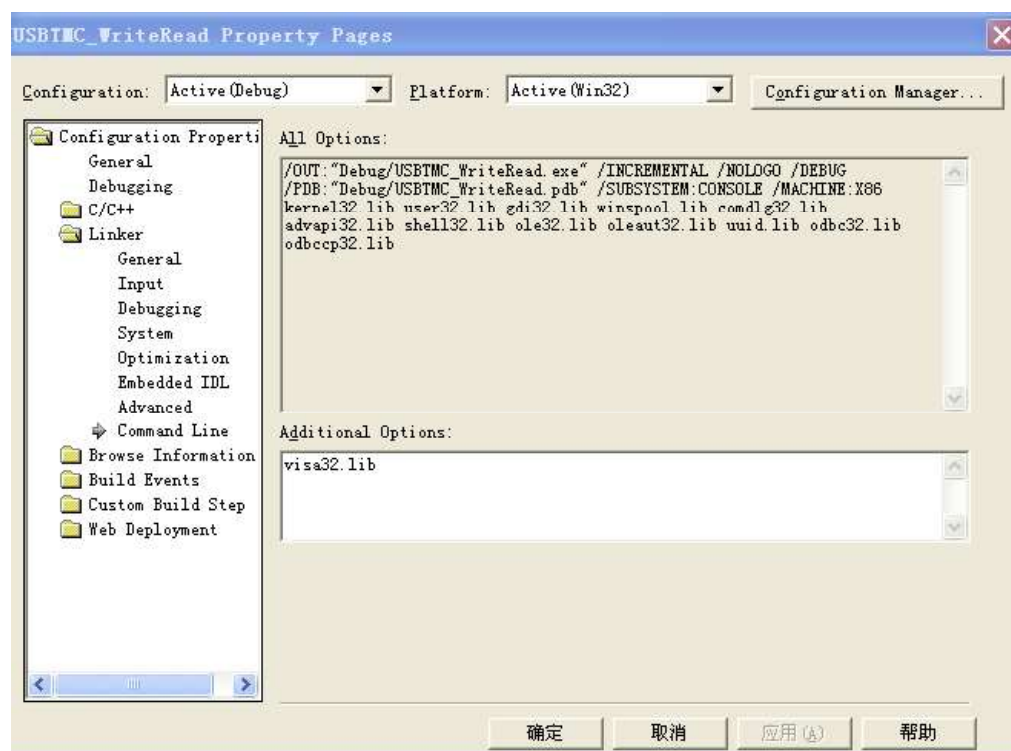 USBTMC_WriteRead Property Pages
Configuration: Active(Debug) Platform: Active(Win32) Configuration Manager...
Configuration Properti
General
Debugging
C/C++
Linker
General
Input
Debugging
System
Optimization
Embedded IDL
Advanced
Command Line
Browse Information
Build Events
Custom Build Step
Web Deployment
All Options:
/OUT:"Debug/USBTMC_WriteRead.exe" /INCREMENTAL /NOLOGO /DEBUG
/PDB:"Debug/USBTMC_WriteRead.pdb" /SUBSYSTEM:CONSOLE /MACHINE:X86
kernel32.lib user32.lib gdi32.lib winspool.lib comdlg32.lib
advapi32.lib shell32.lib ole32.lib oleaut32.lib uuid.lib odbc32.lib
odbccp32.lib
Additional Options:
visa32.lib
确定 取消 应用(A) 帮助